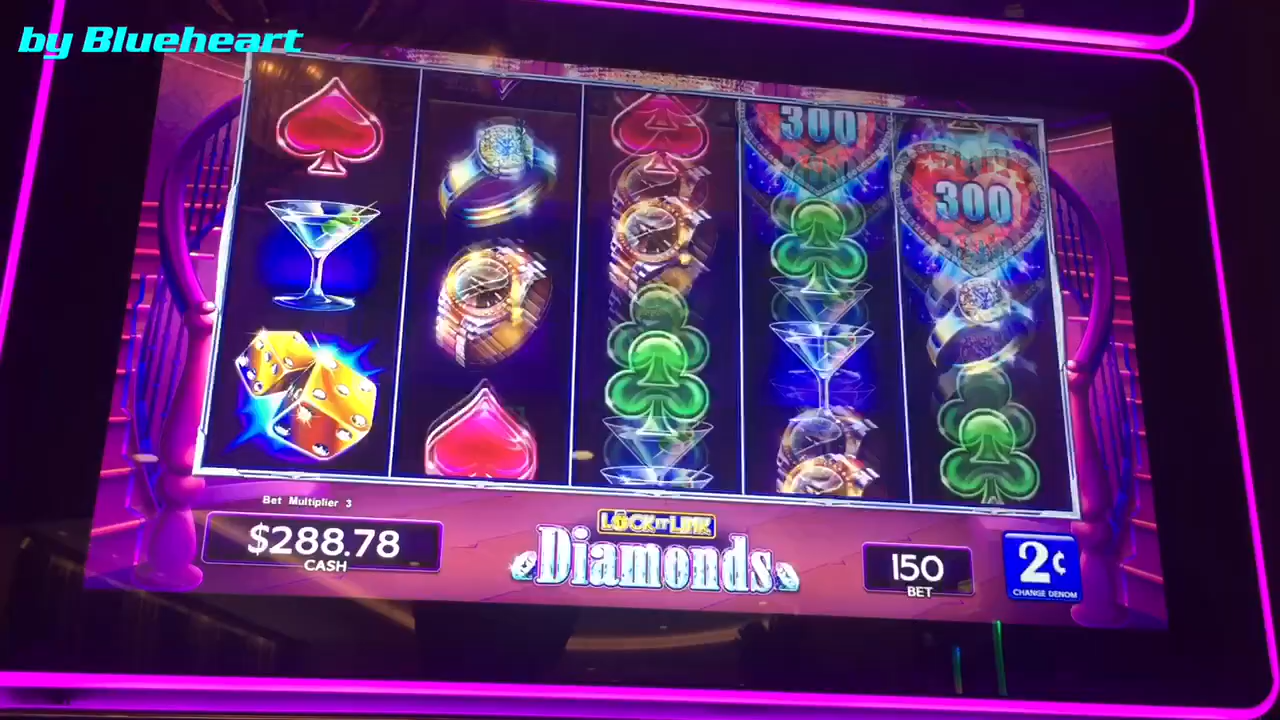 by Blueheart
300
300
Bet Multiplier 3
$288.78
CASH
LOCK IT LINK
Diamonds
150
BET
2¢
CHANGE DENOM